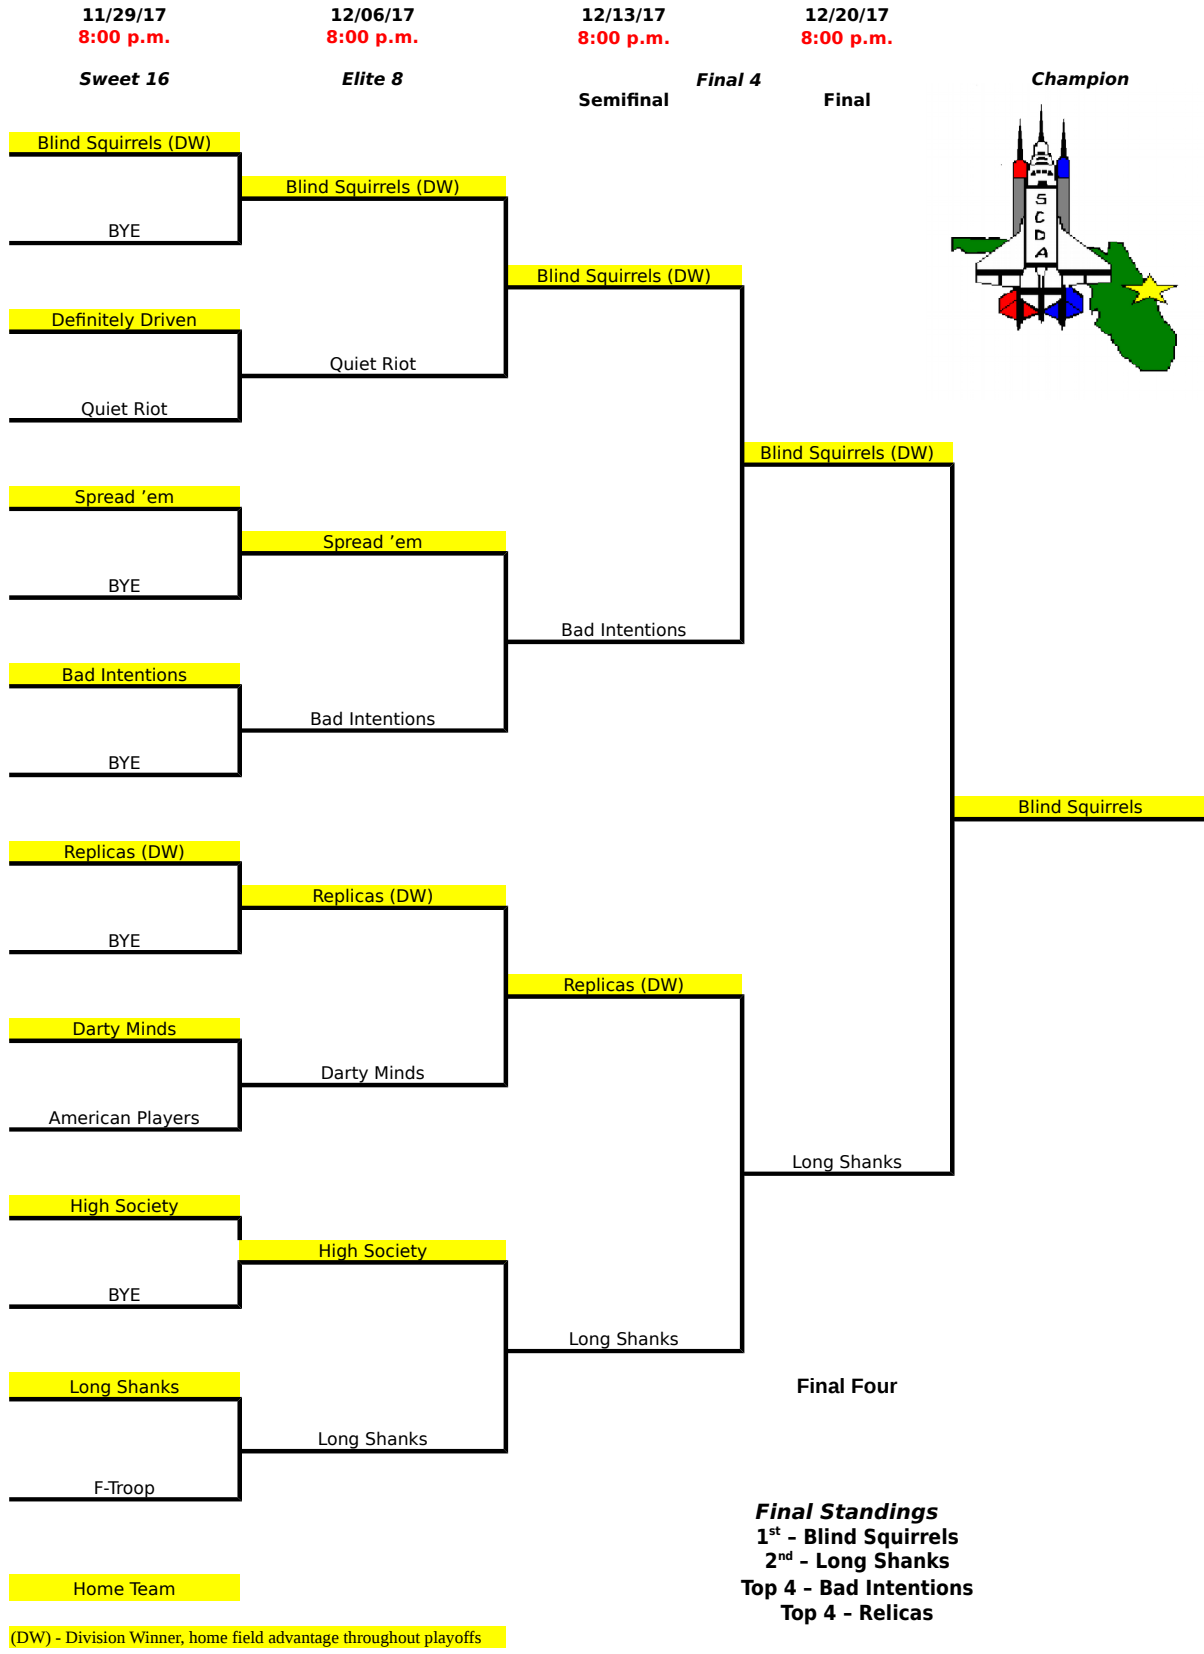 11/29/17 12/06/17 12/13/17 12/20/17
8:00 p.m. 8:00 p.m. 8:00 p.m. 8:00 p.m.
Sweet 16 Elite 8 Final 4 Champion
Semifinal Final
Blind Squirrels (DW)
Blind Squirrels (DW)
S
C
D
A
BYE
Blind Squirrels (DW)
Definitely Driven
Quiet Riot
Quiet Riot
Blind Squirrels (DW)
Spread ’em
Spread ’em
BYE
Bad Intentions
Bad Intentions
Bad Intentions
BYE
Blind Squirrels
Replicas (DW)
Replicas (DW)
BYE
Replicas (DW)
Darty Minds
Darty Minds
American Players
Long Shanks
High Society
High Society
BYE
Long Shanks
Long Shanks
Final Four
Long Shanks
F-Troop
Final Standings
1st – Blind Squirrels
2nd – Long Shanks
Home Team
Top 4 – Bad Intentions
Top 4 – Relicas
(DW) - Division Winner, home field advantage throughout playoffs